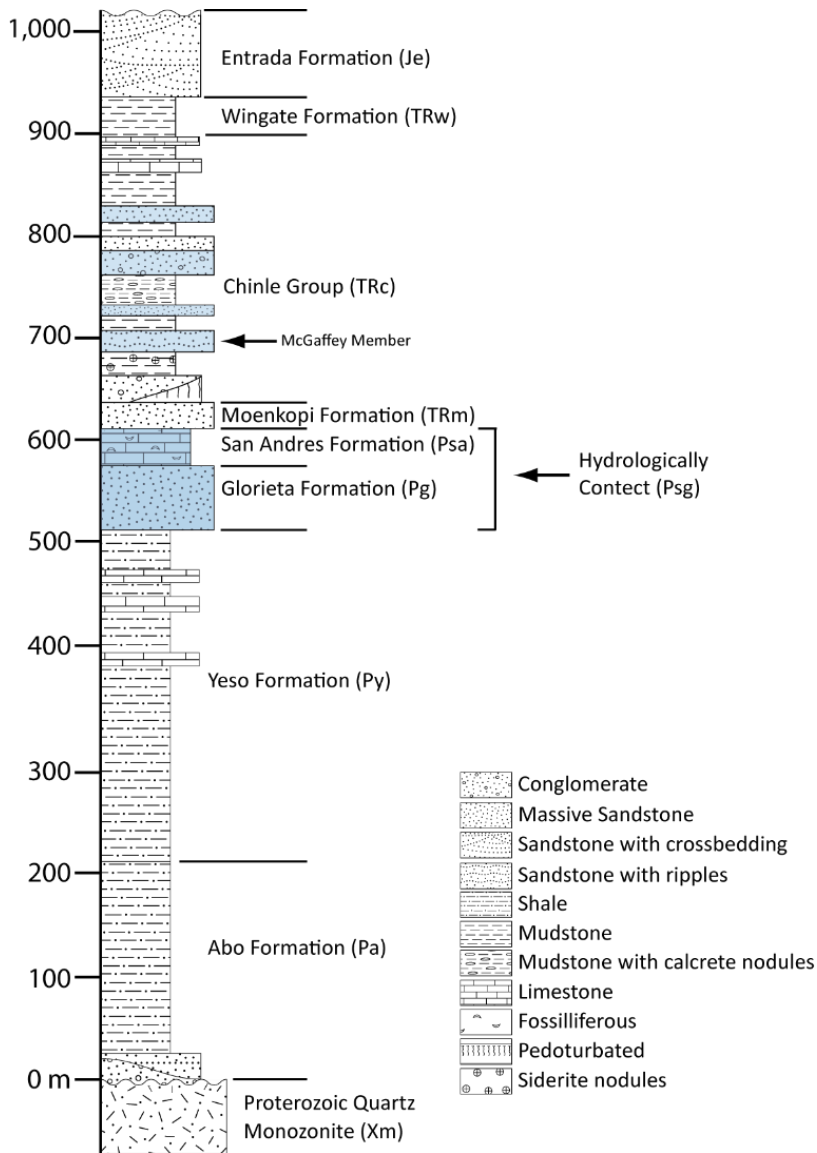 1,000
Entrada Formation (Je)
Wingate Formation (TRw)
900
800
Chinle Group (TRc)
700
McGaffey Member
Moenkopi Formation (TRm)
600
San Andres Formation (Psa)
Glorieta Formation (Pg)
Hydrologically
Contect (Psg)
500
400
Yeso Formation (Py)
300
200
Abo Formation (Pa)
100
0 m
Proterozoic Quartz
Monozonite (Xm)
Conglomerate
Massive Sandstone
Sandstone with crossbedding
Sandstone with ripples
Shale
Mudstone
Mudstone with calcrete nodules
Limestone
Fossilliferous
Pedoturbated
Siderite nodules